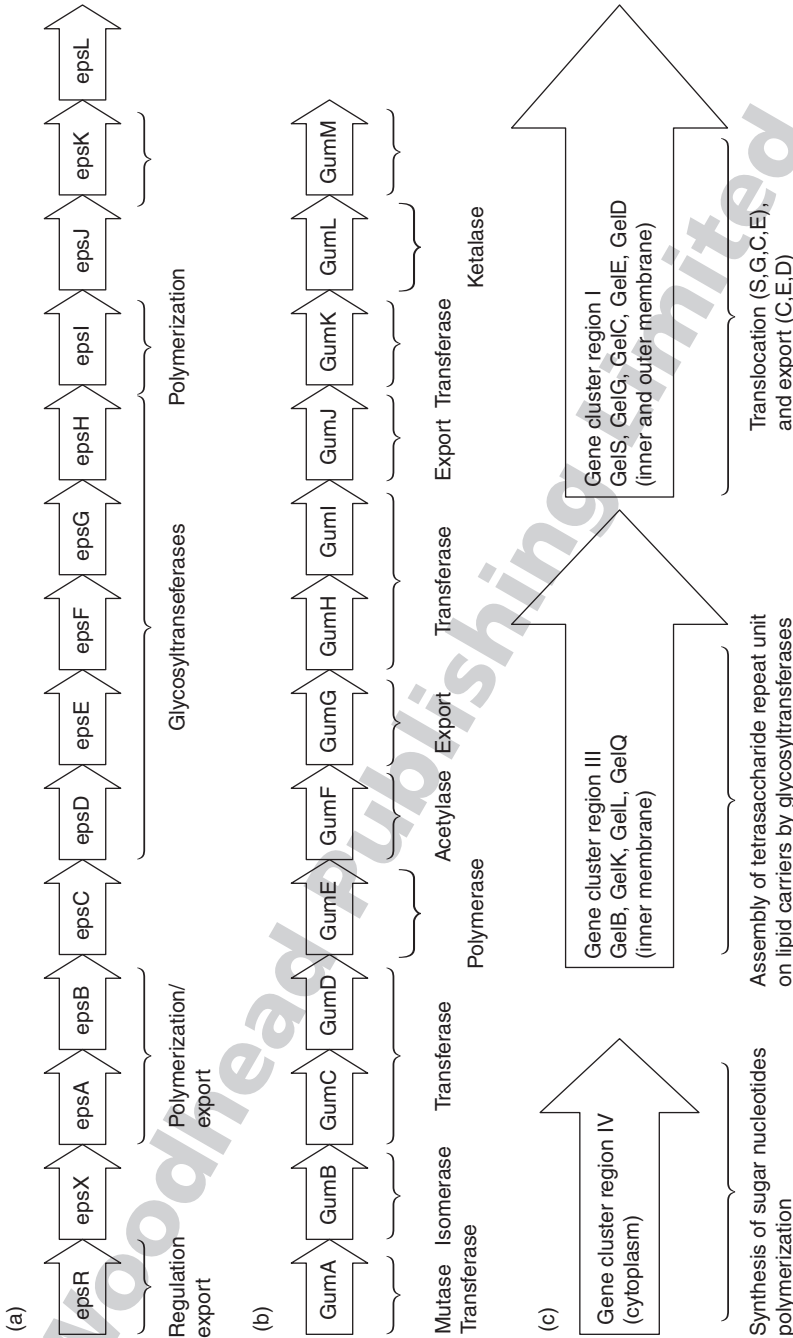 (a)
epsR
epsX
epsA
epsB
epsC
epsD
epsE
epsF
epsG
epsH
epsI
epsJ
epsK
epsL
Regulation
export
Polymerization/
export
Glycosyltranseferases
Polymerization
(b)
GumA
GumB
GumC
GumD
GumE
GumF
GumG
GumH
GumI
GumJ
GumK
GumL
GumM
Mutase
Transferase
Isomerase
Transferase
Polymerase
Acetylase
Export
Transferase
Export
Transferase
Ketalase
(c)
Gene cluster region IV
(cytoplasm)
Gene cluster region III
GelB, GelK, GelL, GelQ
(inner membrane)
Gene cluster region I
GelS, GelG, GelC, GelE, GelD
(inner and outer membrane)
Synthesis of sugar nucleotides
polymerization
Assembly of tetrasaccharide repeat unit
on lipid carriers by glycosyltransferases
Translocation (S,G,C,E),
and export (C,E,D)
Woodhead Publishing Limited